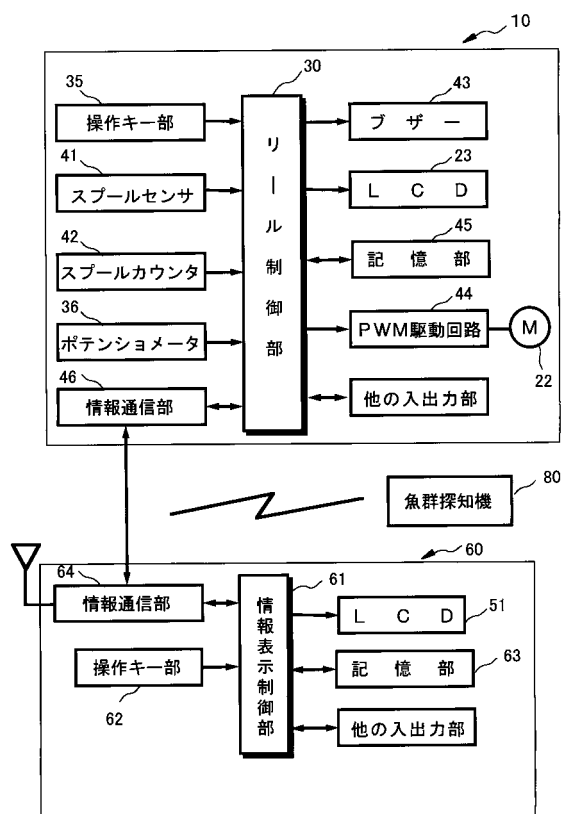 10
35
30
43
操作キー部
リール制御部
ブザー
41
23
スプールセンサ
LCD
42
45
スプールカウンタ
記憶部
36
44
ポテンショメータ
PWM駆動回路
M
46
22
情報通信部
他の入出力部
魚群探知機
80
60
64
61
情報通信部
情報表示制御部
LCD
51
操作キー部
記憶部
63
62
他の入出力部